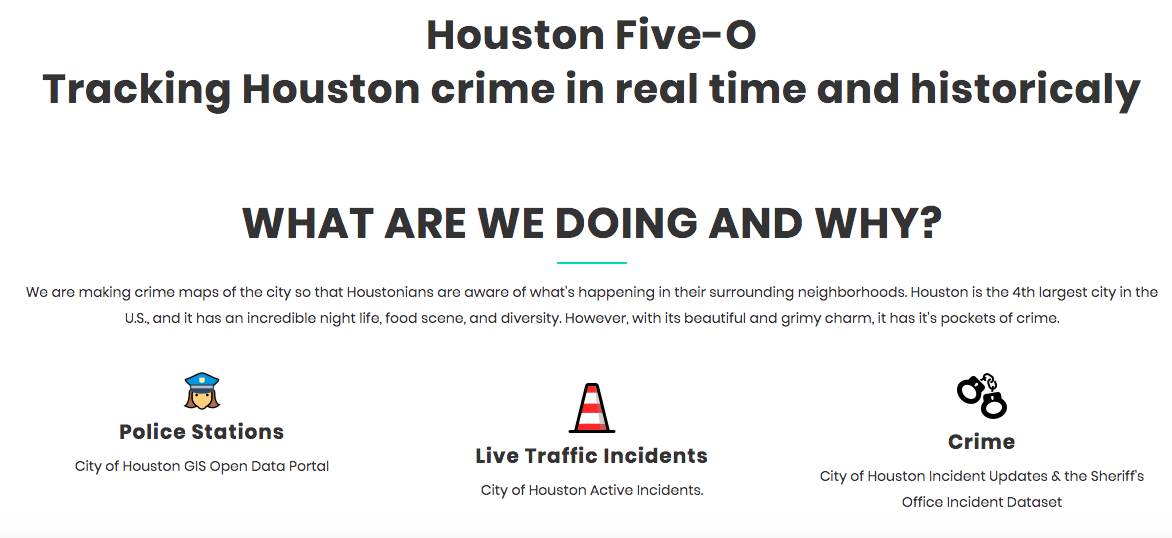 Houston Five-O
Tracking Houston crime in real time and historicaly
WHAT ARE WE DOING AND WHY?
We are making crime maps of the city so that Houstonians are aware of what's happening in their surrounding neighborhoods. Houston is the 4th largest city in the
U.S., and it has an incredible night life, food scene, and diversity. However, with its beautiful and grimy charm, it has it's pockets of crime.
Police Stations
City of Houston GIS Open Data Portal
Live Traffic Incidents
City of Houston Active Incidents.
Crime
City of Houston Incident Updates & the Sheriff's
Office Incident Dataset